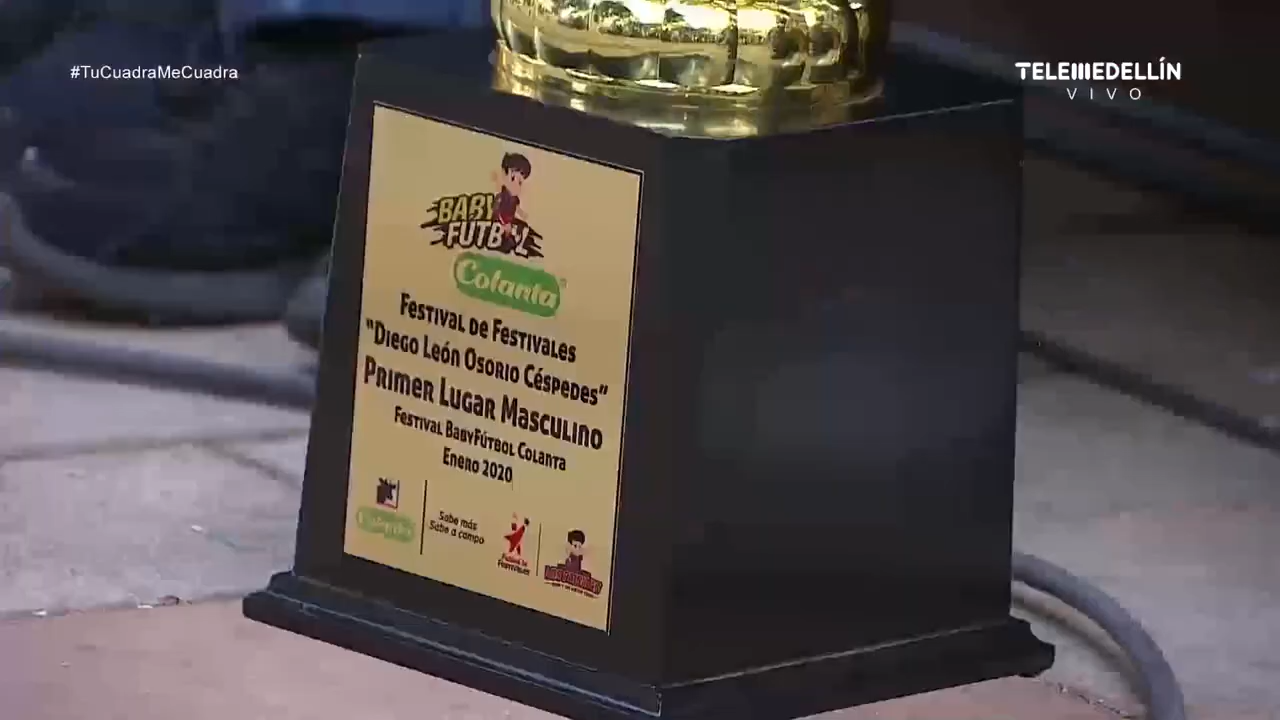 #TuCuadraMeCuadra
TELEMEDELLÍN
VIVO
BABY
FUTBOL
Colanta
FESTIVAL DE FESTIVALES
"DIEGO LEÓN OSORIO CÉSPEDES"
PRIMER LUGAR MASCULINO
FESTIVAL BABYFÚTBOL COLANTA
ENERO 2020
Colanta
Sabe más
Sabe a campo